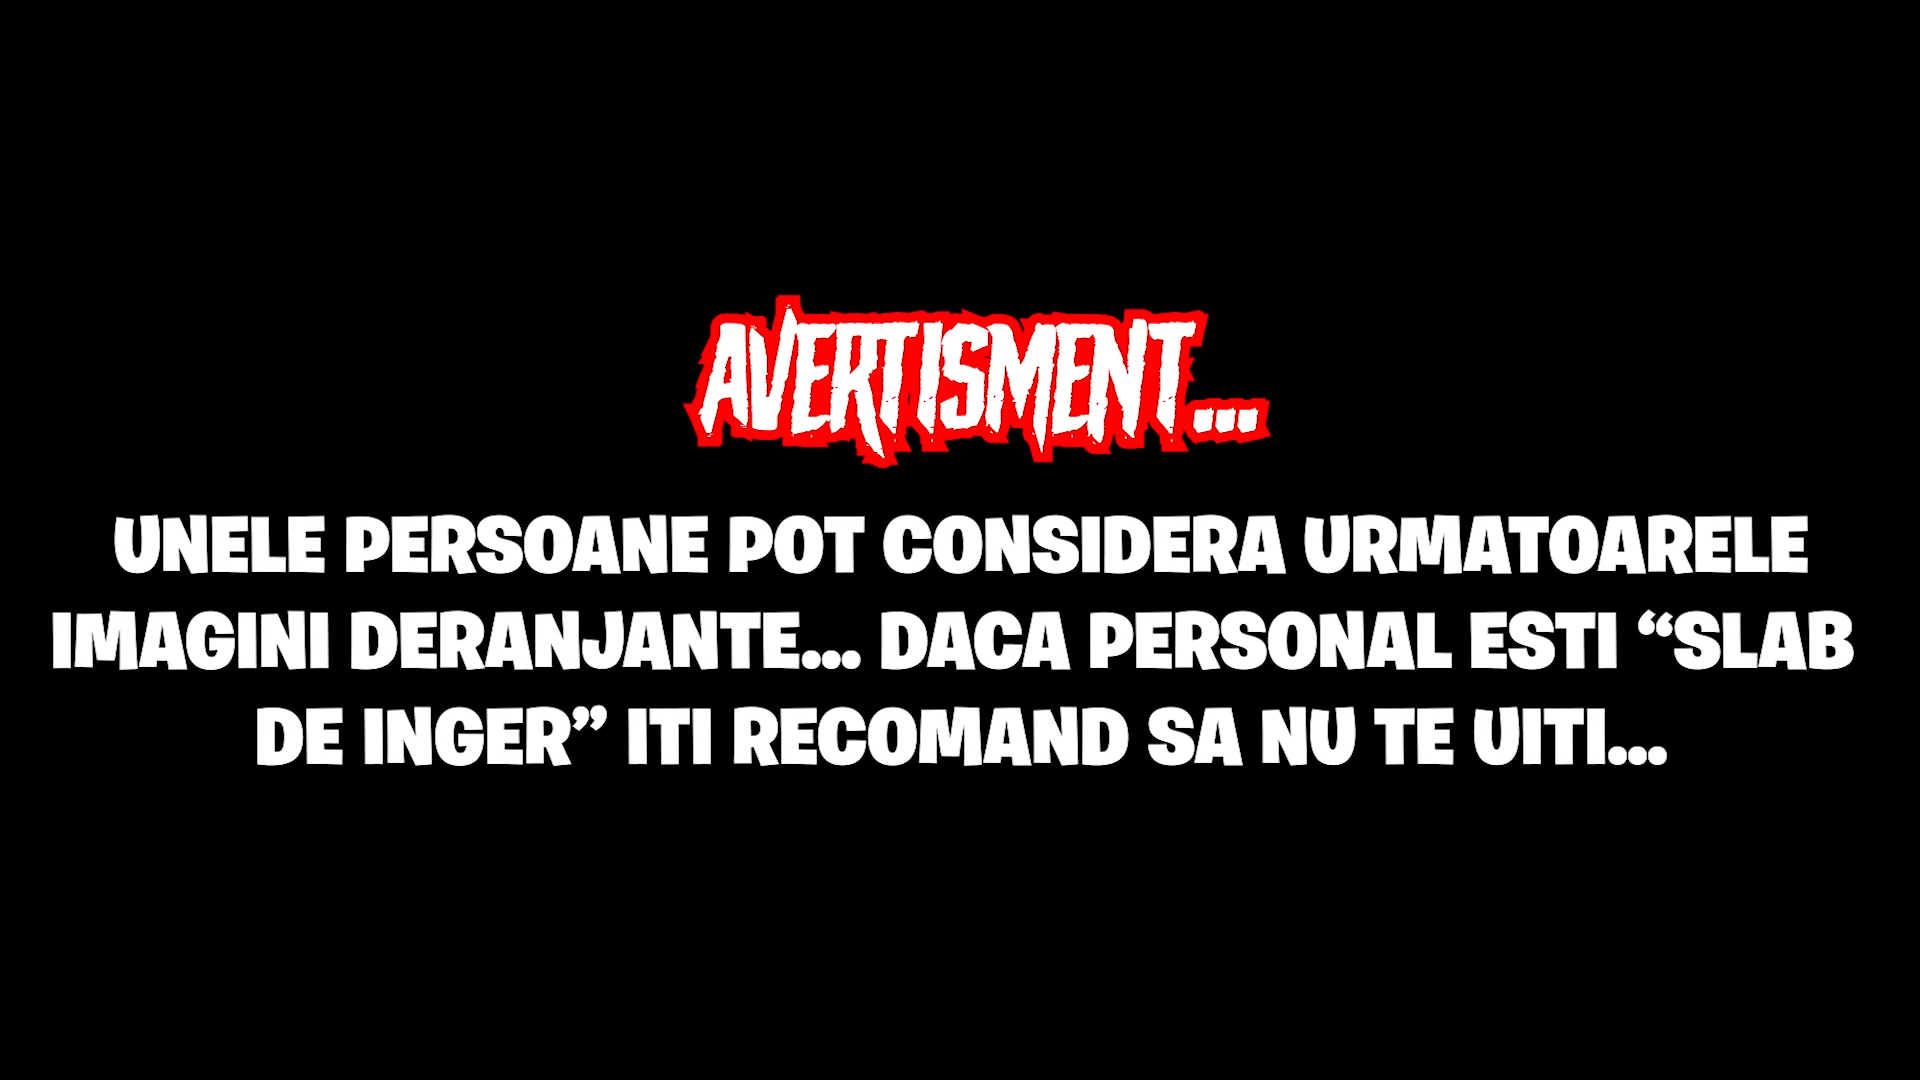 AVERTISMENT...
UNELE PERSOANE POT CONSIDERA URMATOARELE
IMAGINI DERANJANTE... DACA PERSONAL ESTI “SLAB
DE INGER” ITI RECOMAND SA NU TE UITI...